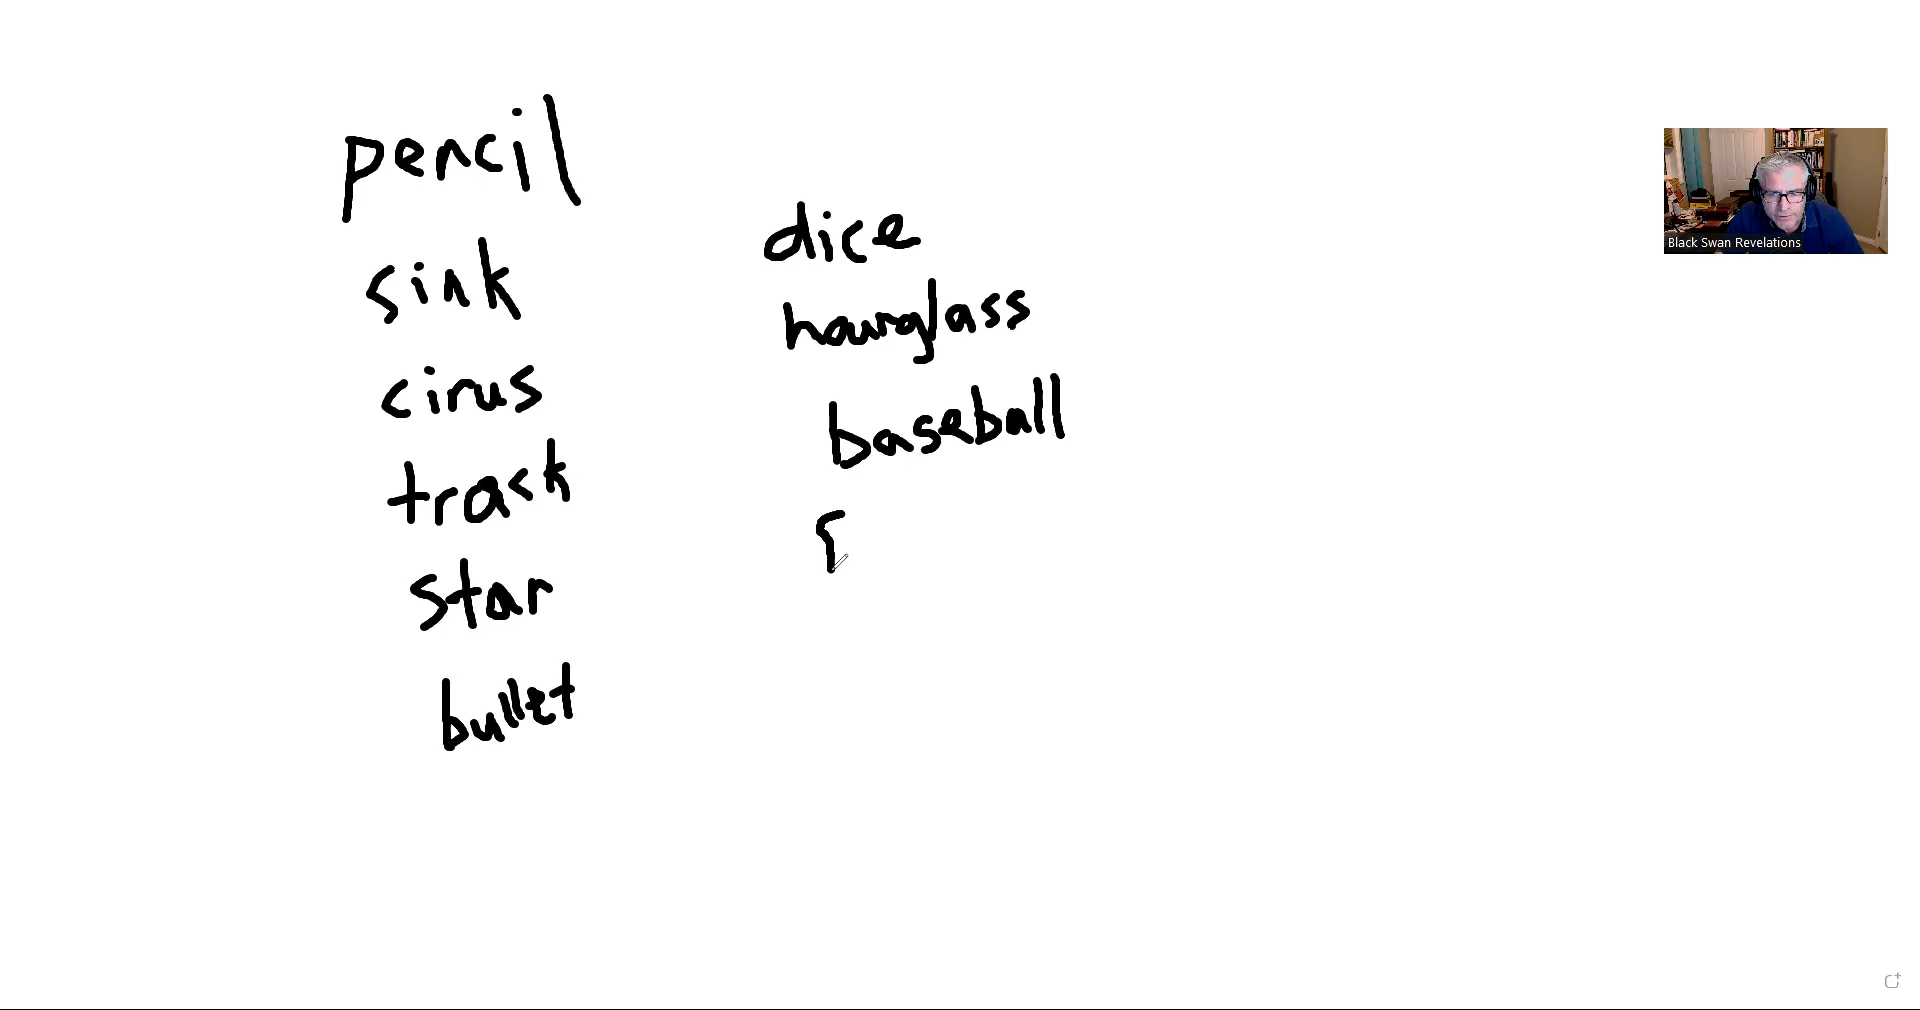 pencil
sink
cirus
track
star
bullet
dice
hourglass
baseball
Black Swan Revelations